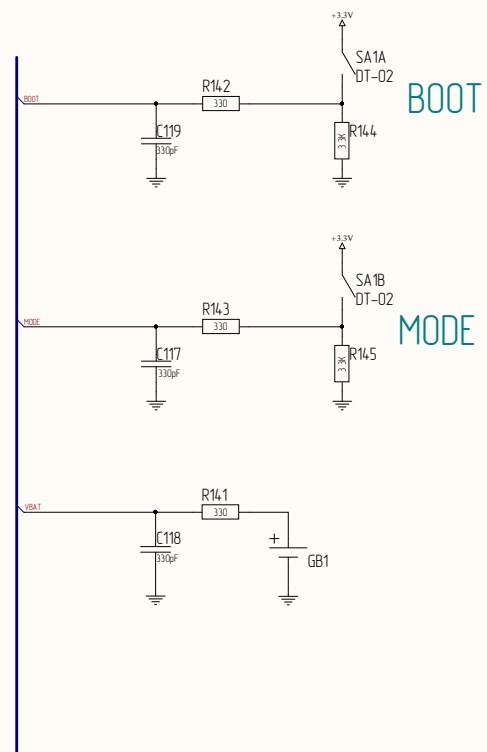 +3.3V
SA1A
DT-02
BOOT
R142
330
BOOT
C119
330pF
R144
3.3K
+3.3V
SA1B
DT-02
MODE
R143
330
MODE
C117
330pF
R145
3.3K
VBAT
R141
330
C118
330pF
+
GB1